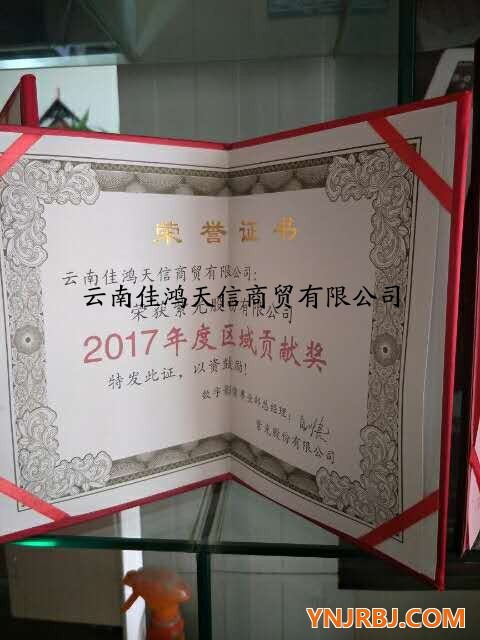 荣誉证书
云南佳鸿天信商贸有限公司:
云南佳鸿天信商贸有限公司
荣获紫光股份有限公司
2017年度区域贡献奖
特发此证，以资鼓励!
数字影像事业部总经理:
紫光股份有限公司
YNJRBJ.COM